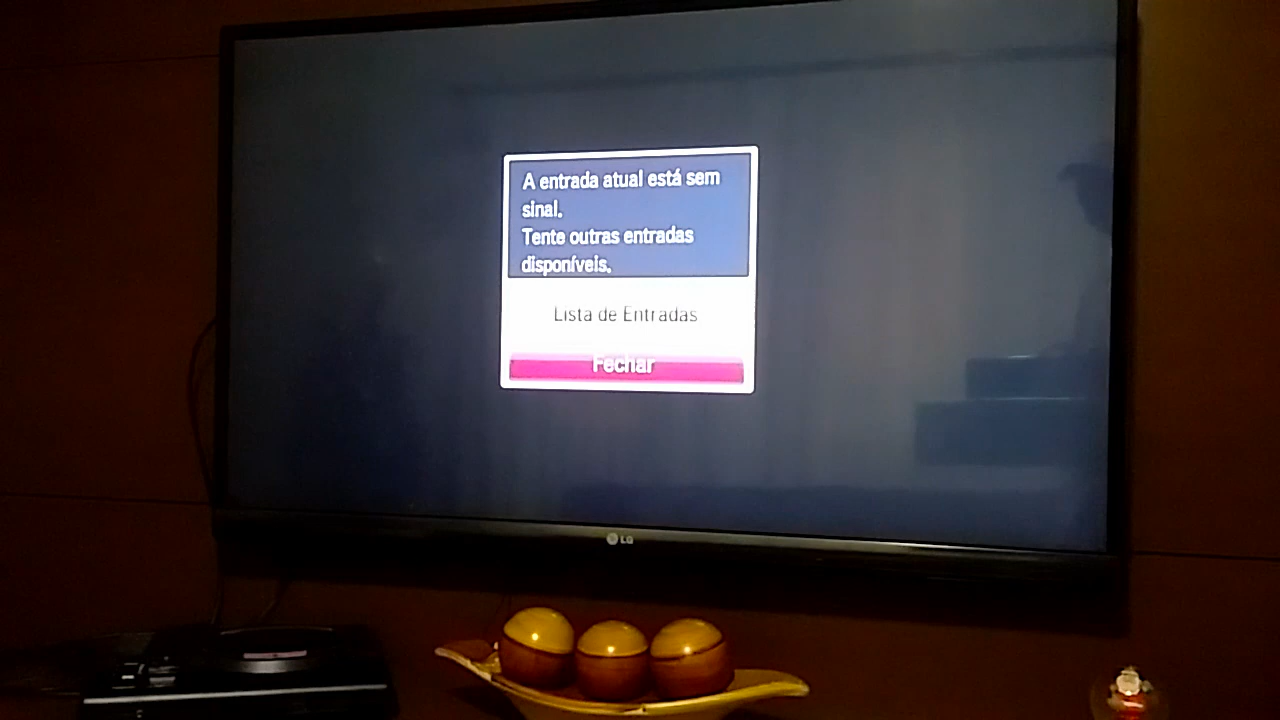 A entrada atual está sem
sinal.
Tente outras entradas
disponíveis.
Lista de Entradas
Fechar
LG